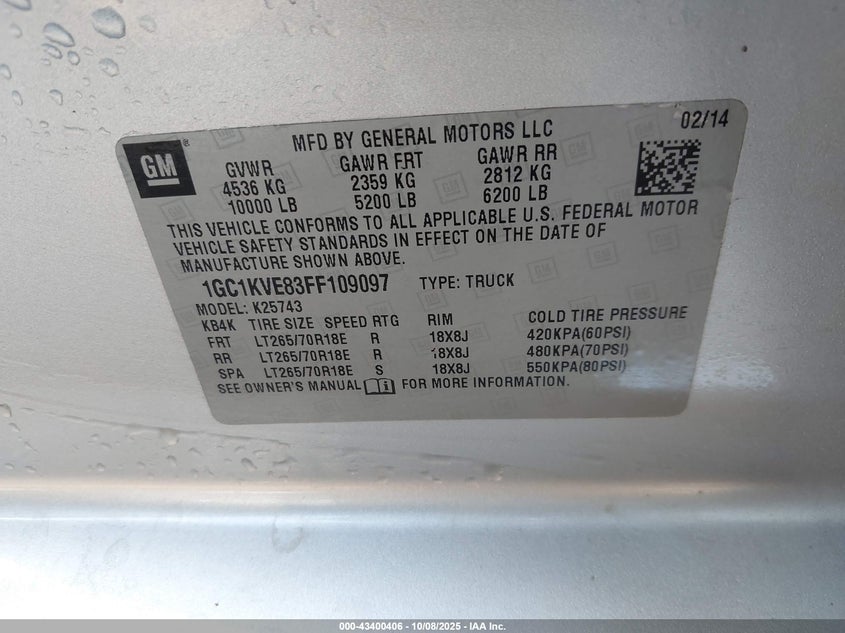 MFD BY GENERAL MOTORS LLC 02/14
GM ®
GVWR GAWR FRT GAWR RR
4536 KG 2359 KG 2812 KG
10000 LB 5200 LB 6200 LB
THIS VEHICLE CONFORMS TO ALL APPLICABLE U.S. FEDERAL MOTOR
VEHICLE SAFETY STANDARDS IN EFFECT ON THE DATE OF
MANUFACTURE SHOWN ABOVE.
1GC1KVE83FF109097 TYPE: TRUCK
MODEL: K25743
KB4K TIRE SIZE SPEED RTG RIM COLD TIRE PRESSURE
FRT LT265/70R18E R 18X8J 420KPA(60PSI)
RR LT265/70R18E R 18X8J 480KPA(70PSI)
SPA LT265/70R18E S 18X8J 550KPA(80PSI)
SEE OWNER'S MANUAL i FOR MORE INFORMATION.
000-43400406 - 10/08/2025 - IAA Inc.